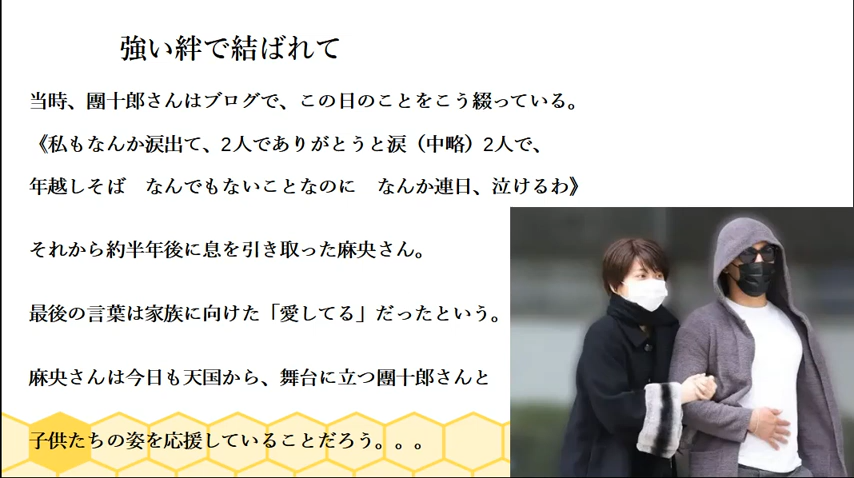 強い絆で結ばれて
当時、團十郎さんはブログで、この日のことをこう綴っている。
《私もなんか涙出て、2人でありがとうと涙（中略）2人で、
年越しそば　なんでもないことなのに　なんか連日、泣けるわ》
それから約半年後に息を引き取った麻央さん。
最後の言葉は家族に向けた「愛してる」だったという。
麻央さんは今日も天国から、舞台に立つ團十郎さんと
子供たちの姿を応援していることだろう。。。